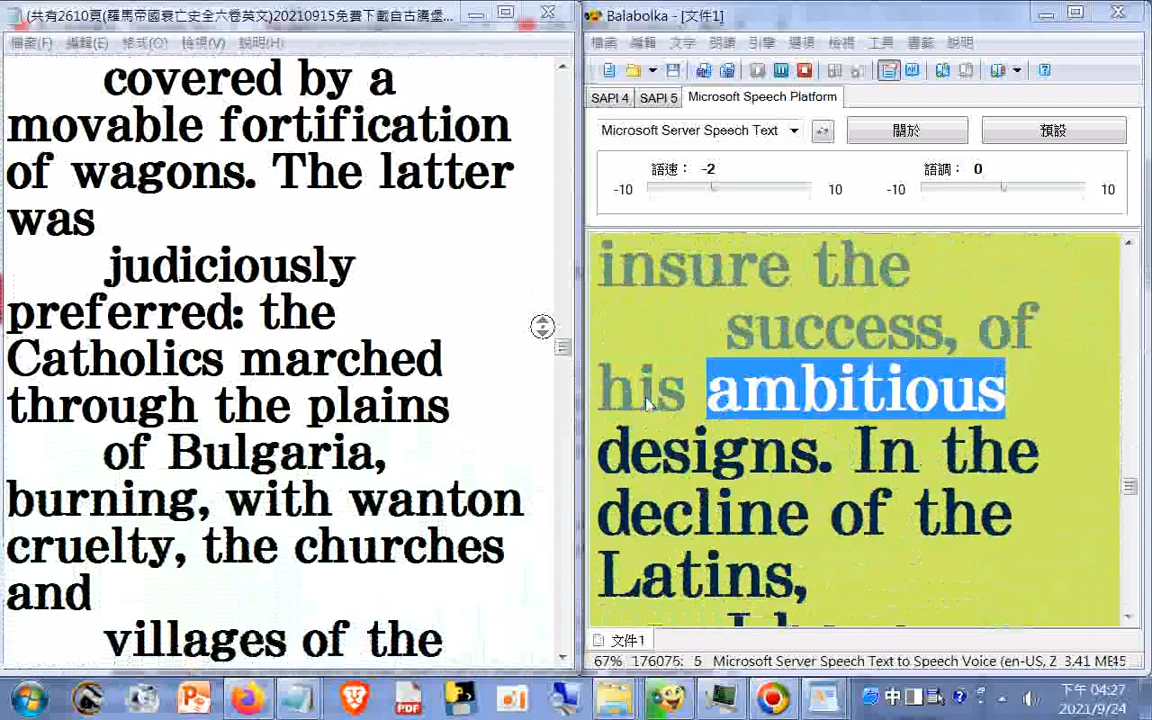 (共有2610頁(羅馬帝國衰亡史全六卷英文)20210915免費下載自古騰堡...
檔案(F) 編輯(E) 格式(O) 檢視(V) 說明(H)
covered by a
movable fortification
of wagons. The latter
was
judiciously
preferred: the
Catholics marched
through the plains
of Bulgaria,
burning, with wanton
cruelty, the churches
and
villages of the
Balabolka - [文件1]
檔案 編輯 文字 朗讀 引擎 選項 檢視 工具 書籤 說明
SAPI 4 SAPI 5 Microsoft Speech Platform
Microsoft Server Speech Text 關於 預設
語速： -2 語調： 0
-10 10 -10 10
insure the
success, of
his ambitious
designs. In the
decline of the
Latins,
文件1
67% 176075: 5 Microsoft Server Speech Text to Speech Voice (en-US, Z 3,41 ME45
中 下午 04:27
2021/9/24